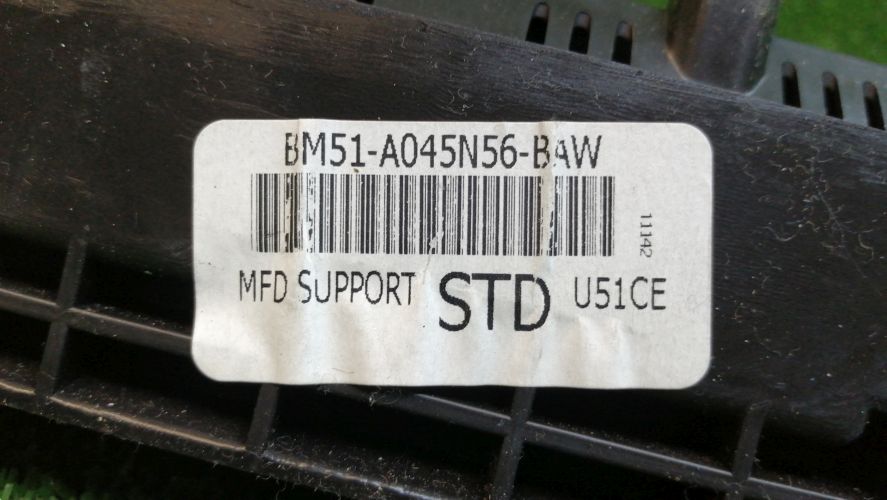 BM51-A045N56-BAW
11142
MFD SUPPORT STD U51CE